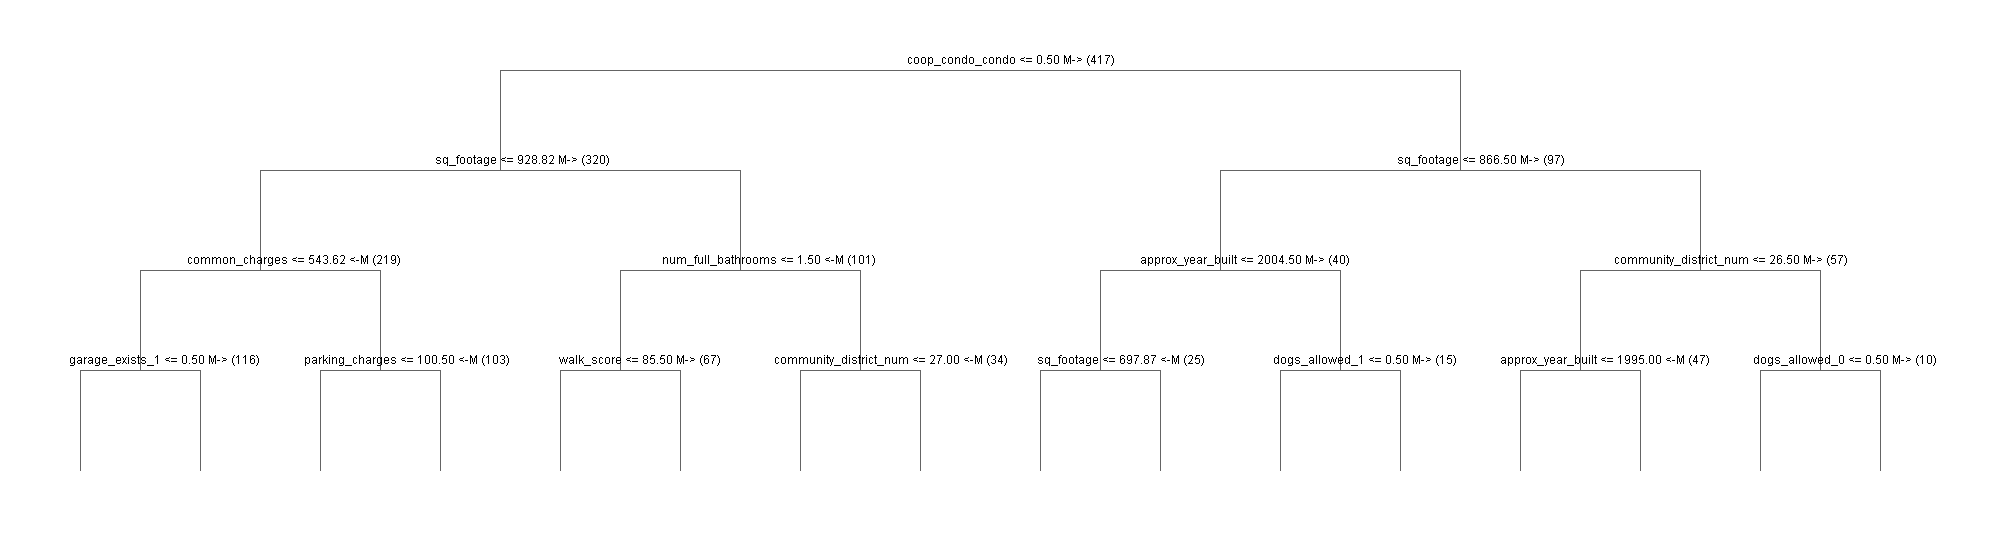 coop_condo_condo <= 0.50 M-> (417)
sq_footage <= 928.82 M-> (320)
sq_footage <= 866.50 M-> (97)
common_charges <= 543.62 <-M (219)
num_full_bathrooms <= 1.50 <-M (101)
approx_year_built <= 2004.50 M-> (40)
community_district_num <= 26.50 M-> (57)
garage_exists_1 <= 0.50 M-> (116)
parking_charges <= 100.50 <-M (103)
walk_score <= 85.50 M-> (67)
community_district_num <= 27.00 <-M (34)
sq_footage <= 697.87 <-M (25)
dogs_allowed_1 <= 0.50 M-> (15)
approx_year_built <= 1995.00 <-M (47)
dogs_allowed_0 <= 0.50 M-> (10)